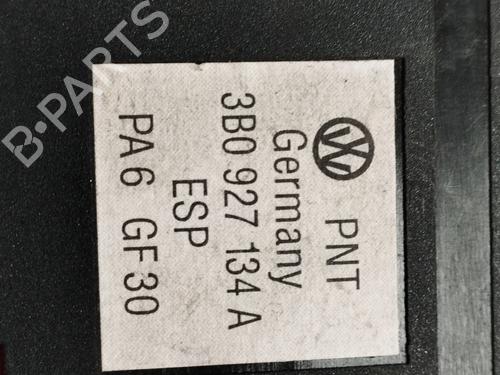 PNT
Germany
3B0 927 134 A
ESP
PA6 GF30
B-PARTS